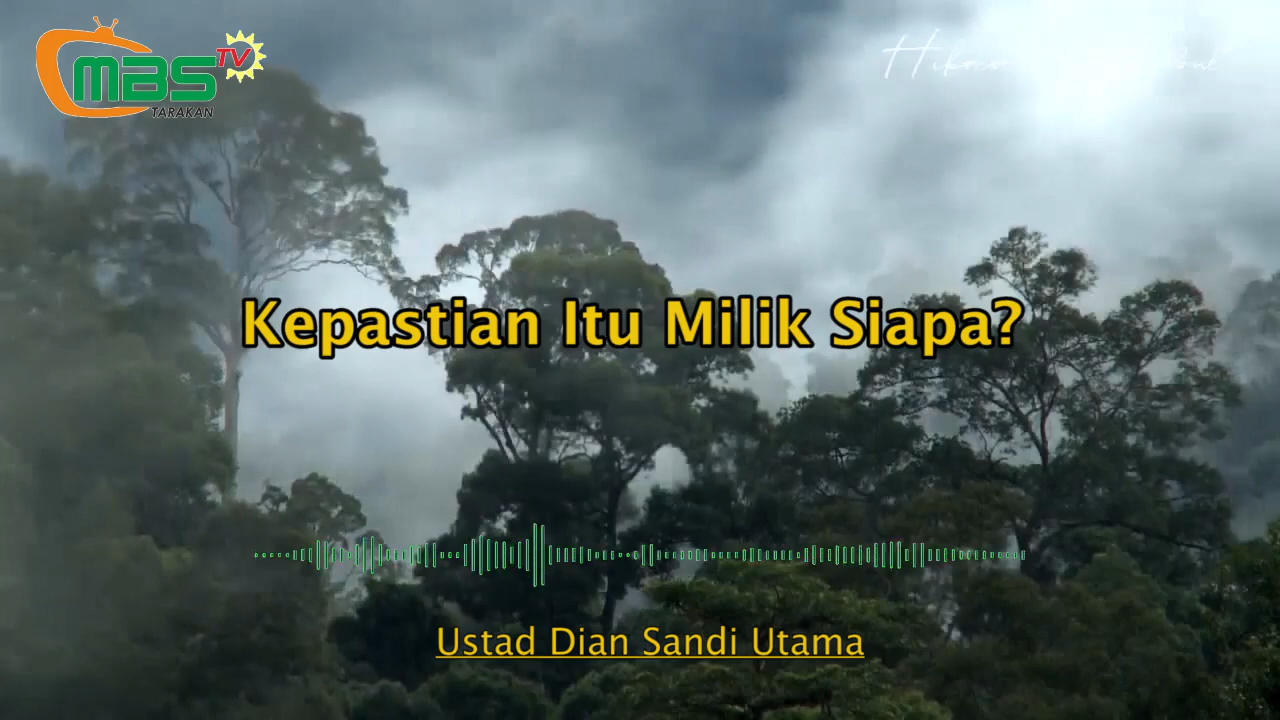 MBS TV
TARAKAN
Kepastian Itu Milik Siapa?
Ustad Dian Sandi Utama